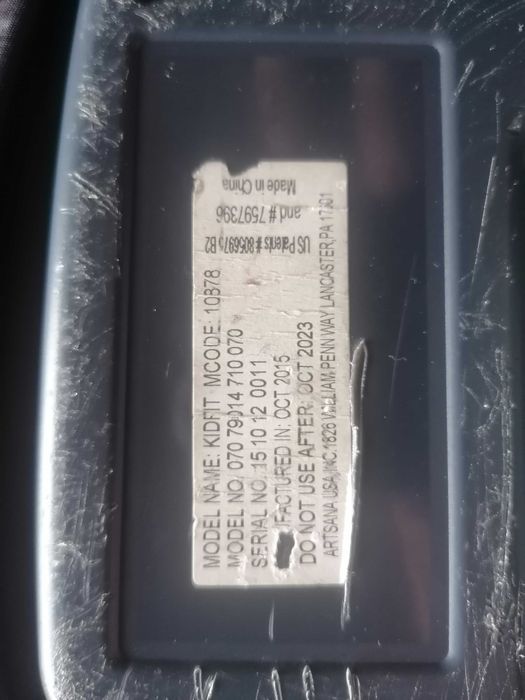 MODEL NAME: KIDFIT MCODE: 10B78
MODEL NO: 070 79014 710 070
SERIAL NO: 15 10 12 0011
FACTURED IN: OCT 2015
DO NOT USE AFTER: OCT 2023
ARTSANA USA INC. 1826 WILLIAM PENN WAY LANCASTER, PA 17601
US Patents # 8056975 B2
and # 7597396
Made in China